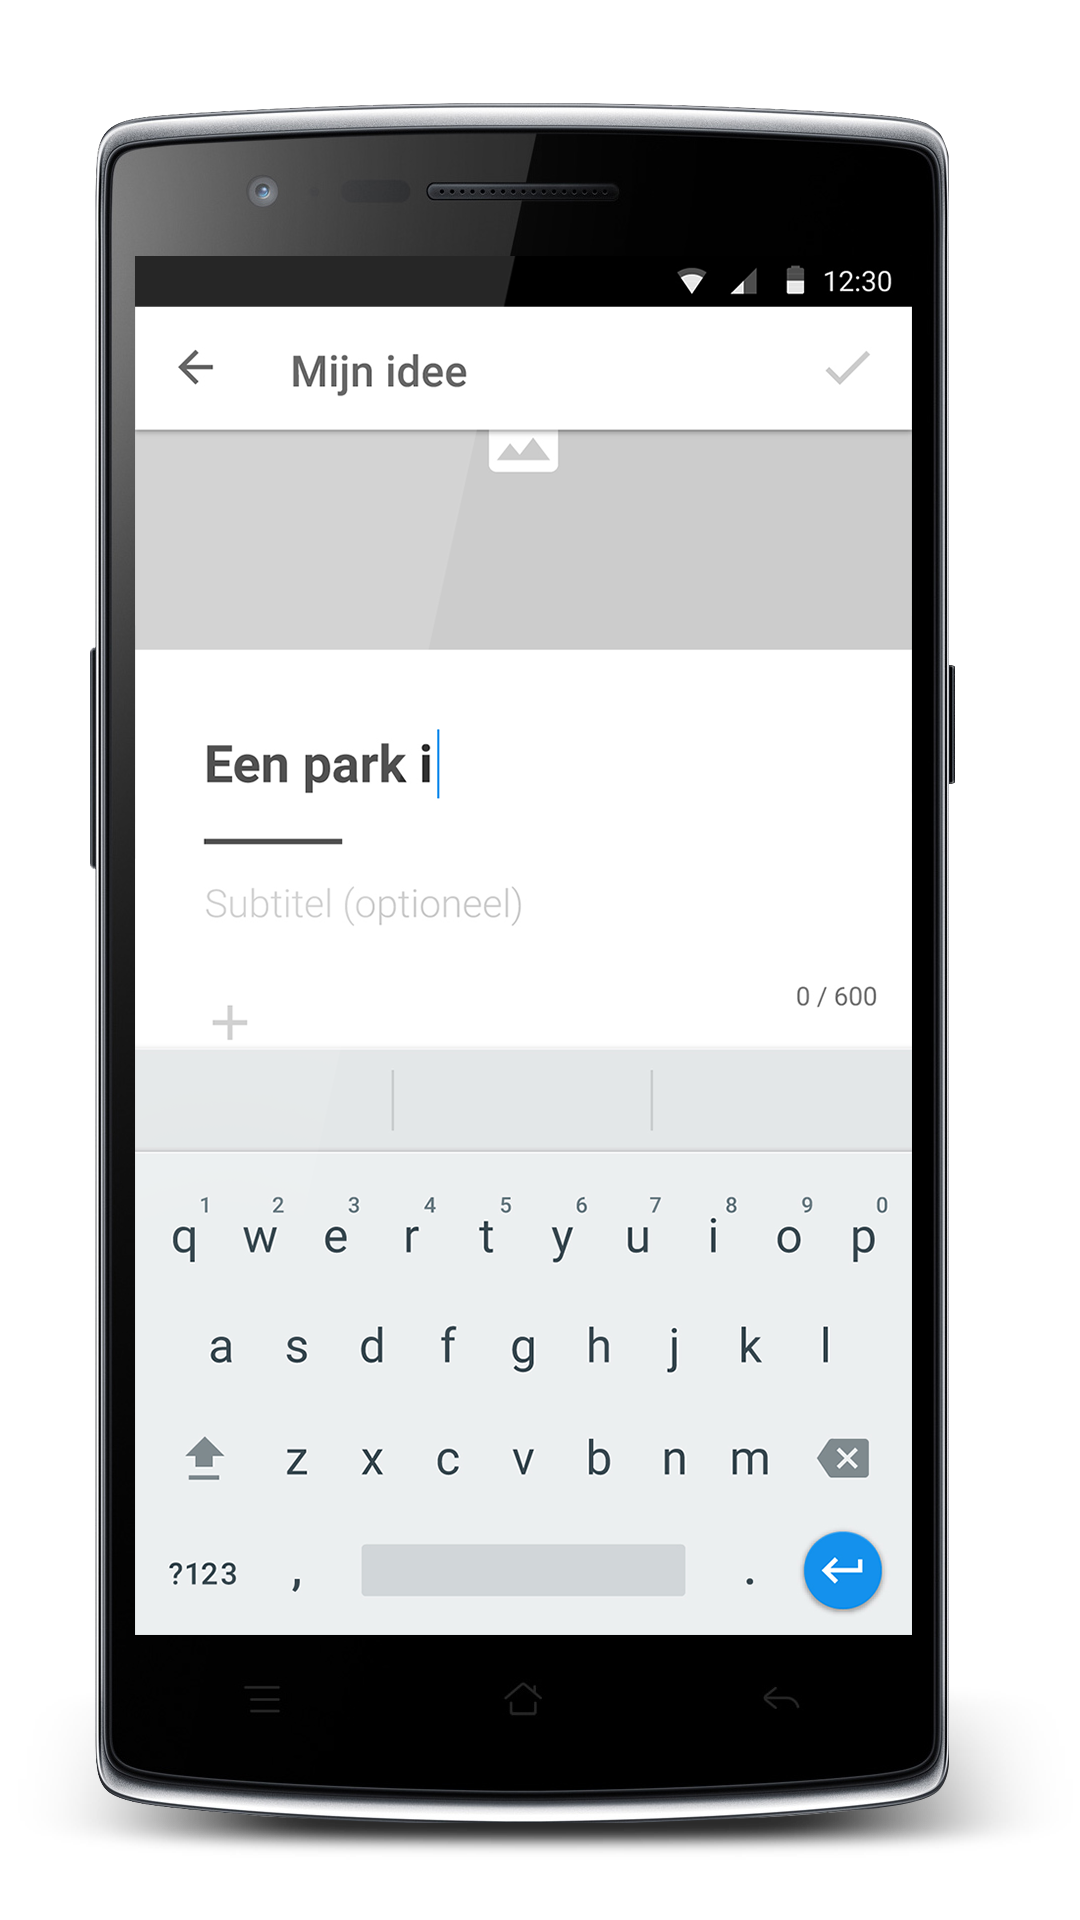 12:30
Mijn idee
Een park i
Subtitel (optioneel)
0 / 600
1 2 3 4 5 6 7 8 9 0
q w e r t y u i o p
a s d f g h j k l
z x c v b n m
?123 , .